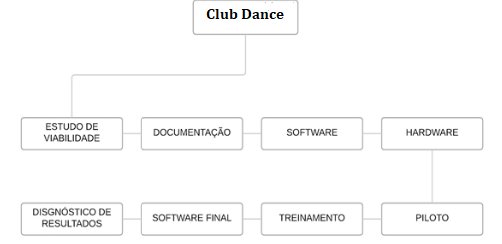 Club Dance
ESTUDO DE
VIABILIDADE
DOCUMENTAÇÃO
SOFTWARE
HARDWARE
DISGNÓSTICO DE
RESULTADOS
SOFTWARE FINAL
TREINAMENTO
PILOTO